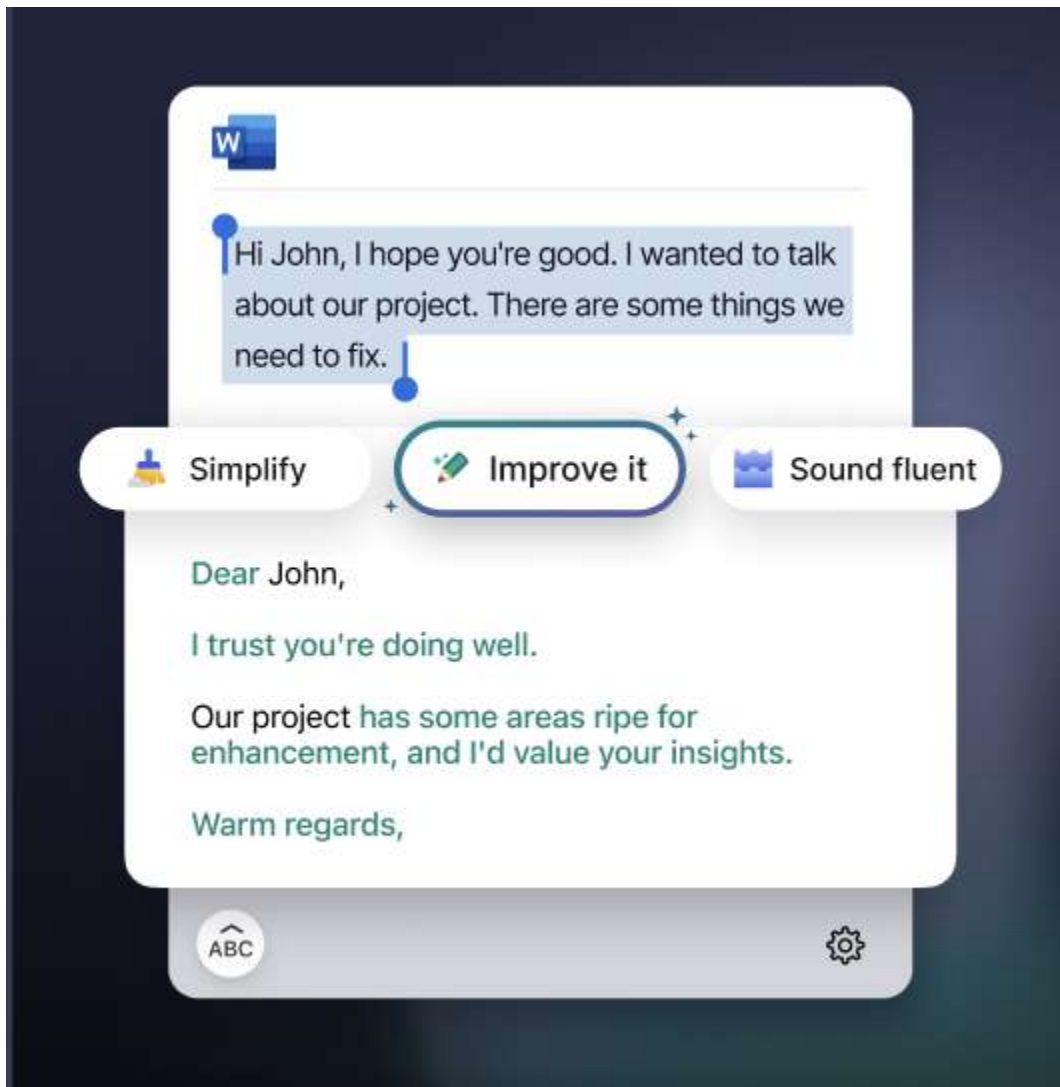 W
Hi John, I hope you're good. I wanted to talk
about our project. There are some things we
need to fix.
Simplify
Improve it
Sound fluent
Dear John,
I trust you're doing well.
Our project has some areas ripe for
enhancement, and I'd value your insights.
Warm regards,
ABC